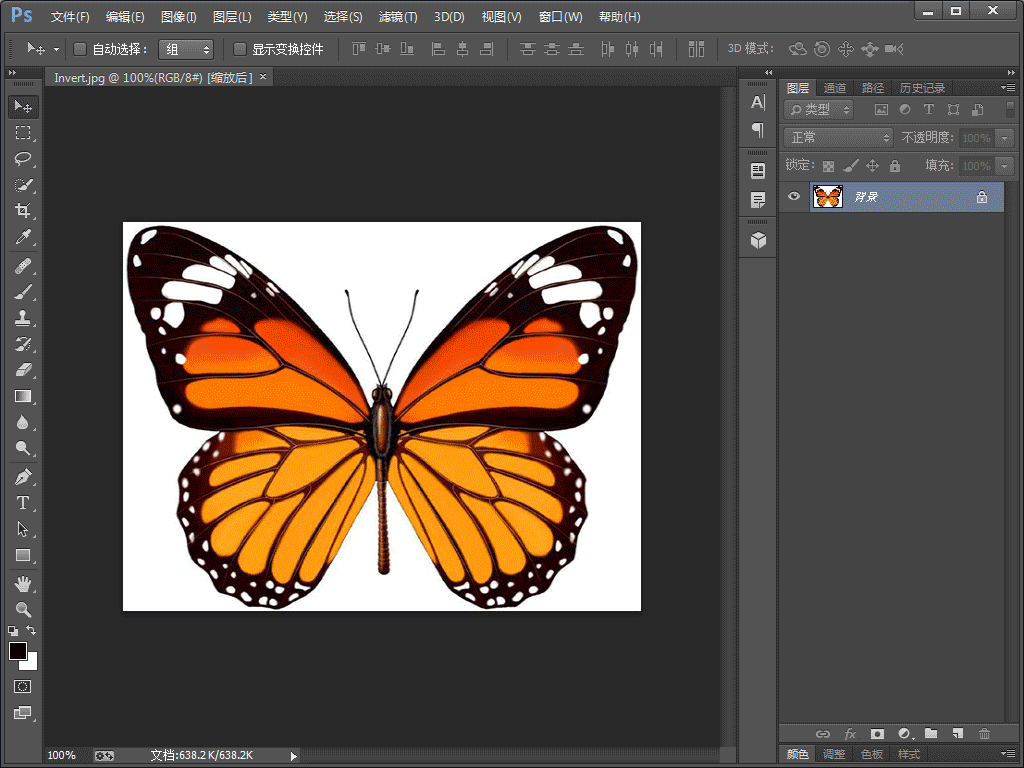 Ps 文件(F) 编辑(E) 图像(I) 图层(L) 类型(Y) 选择(S) 滤镜(T) 3D(D) 视图(V) 窗口(W) 帮助(H)
自动选择： 组 显示变换控件 3D 模式：
Invert.jpg @ 100%(RGB/8#) [缩放后] ×
图层 通道 路径 历史记录
类型
正常 不透明度: 100%
锁定: 填充: 100%
背景
100% 文档:638.2K/638.2K
颜色 调整 色板 样式